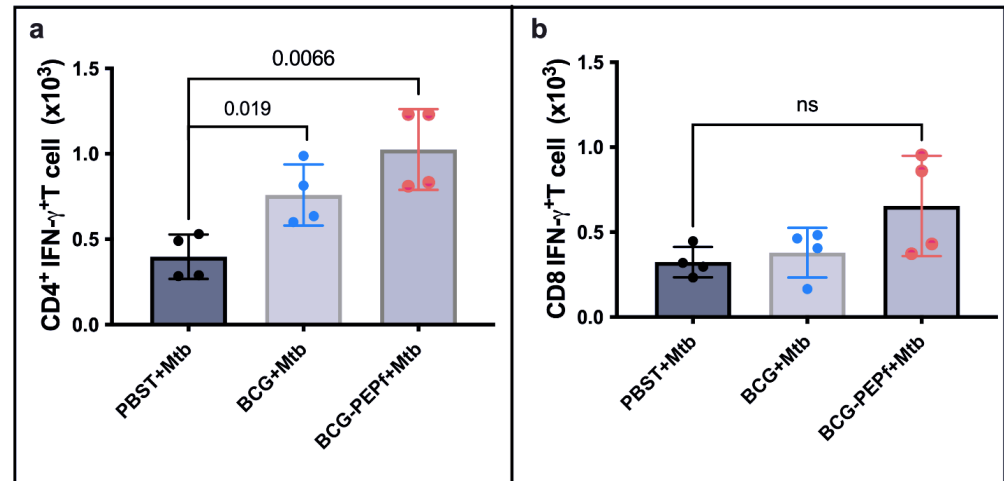 a
CD4⁺ IFN-γ⁺T cell (x10³)
1.5
1.0
0.5
0.0
0.0066
0.019
PBST+Mtb
BCG+Mtb
BCG-PEPf+Mtb
b
CD8 IFN-γ⁺T cell (x10³)
1.5
1.0
0.5
0.0
ns
PBST+Mtb
BCG+Mtb
BCG-PEPf+Mtb